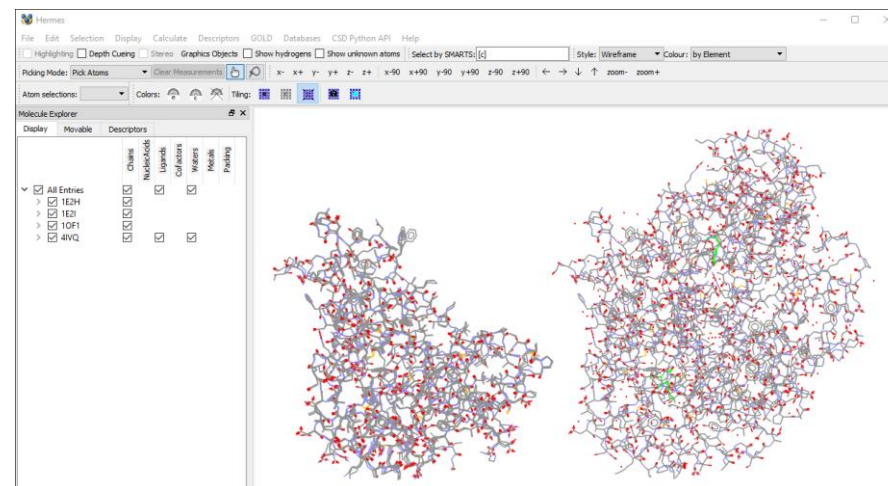 Hermes
File Edit Selection Display Calculate Descriptors GOLD Databases CSD Python API Help
Highlighting Depth Cueing Stereo Graphics Objects Show hydrogens Show unknown atoms Select by SMARTS: [c] Style: Wireframe Colour: by Element
Picking Mode: Pick Atoms Clear Measurements x- x+ y- y+ z- z+ x-90 x+90 y-90 y+90 z-90 z+90 zoom- zoom+
Atom selections: Colors: Tiling:
Molecule Explorer
Display Movable Descriptors
Chains NucleicAcids Ligands Cofactors Waters Metals Packing
All Entries
1E2H
1E2I
1OF1
4IVQ